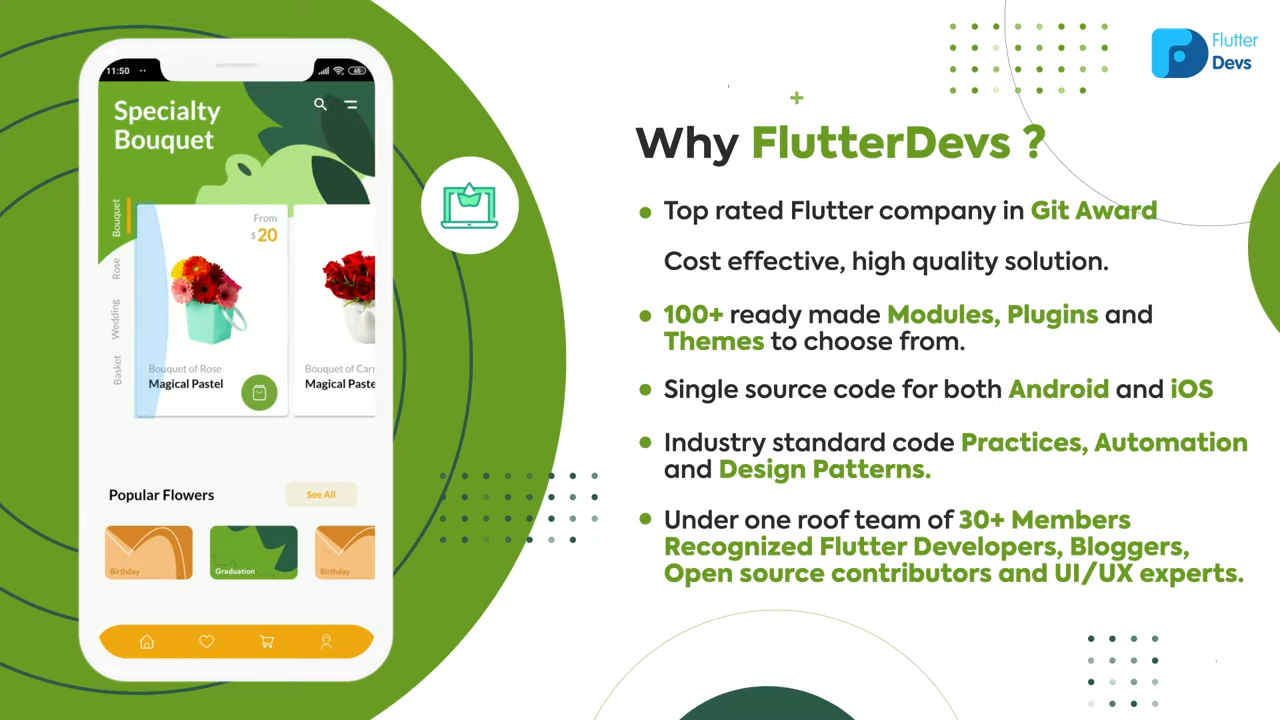 11:50
65
Specialty
Bouquet
Bouquet
Rose
Wedding
Basket
From
$20
Bouquet of Rose
Magical Pastel
Bouquet of Carr
Magical Paste
Popular Flowers
See All
Birthday
Graduation
Birthday
Flutter
Devs
Why FlutterDevs ?
Top rated Flutter company in Git Award
Cost effective, high quality solution.
100+ ready made Modules, Plugins and
Themes to choose from.
Single source code for both Android and iOS
Industry standard code Practices, Automation
and Design Patterns.
Under one roof team of 30+ Members
Recognized Flutter Developers, Bloggers,
Open source contributors and UI/UX experts.